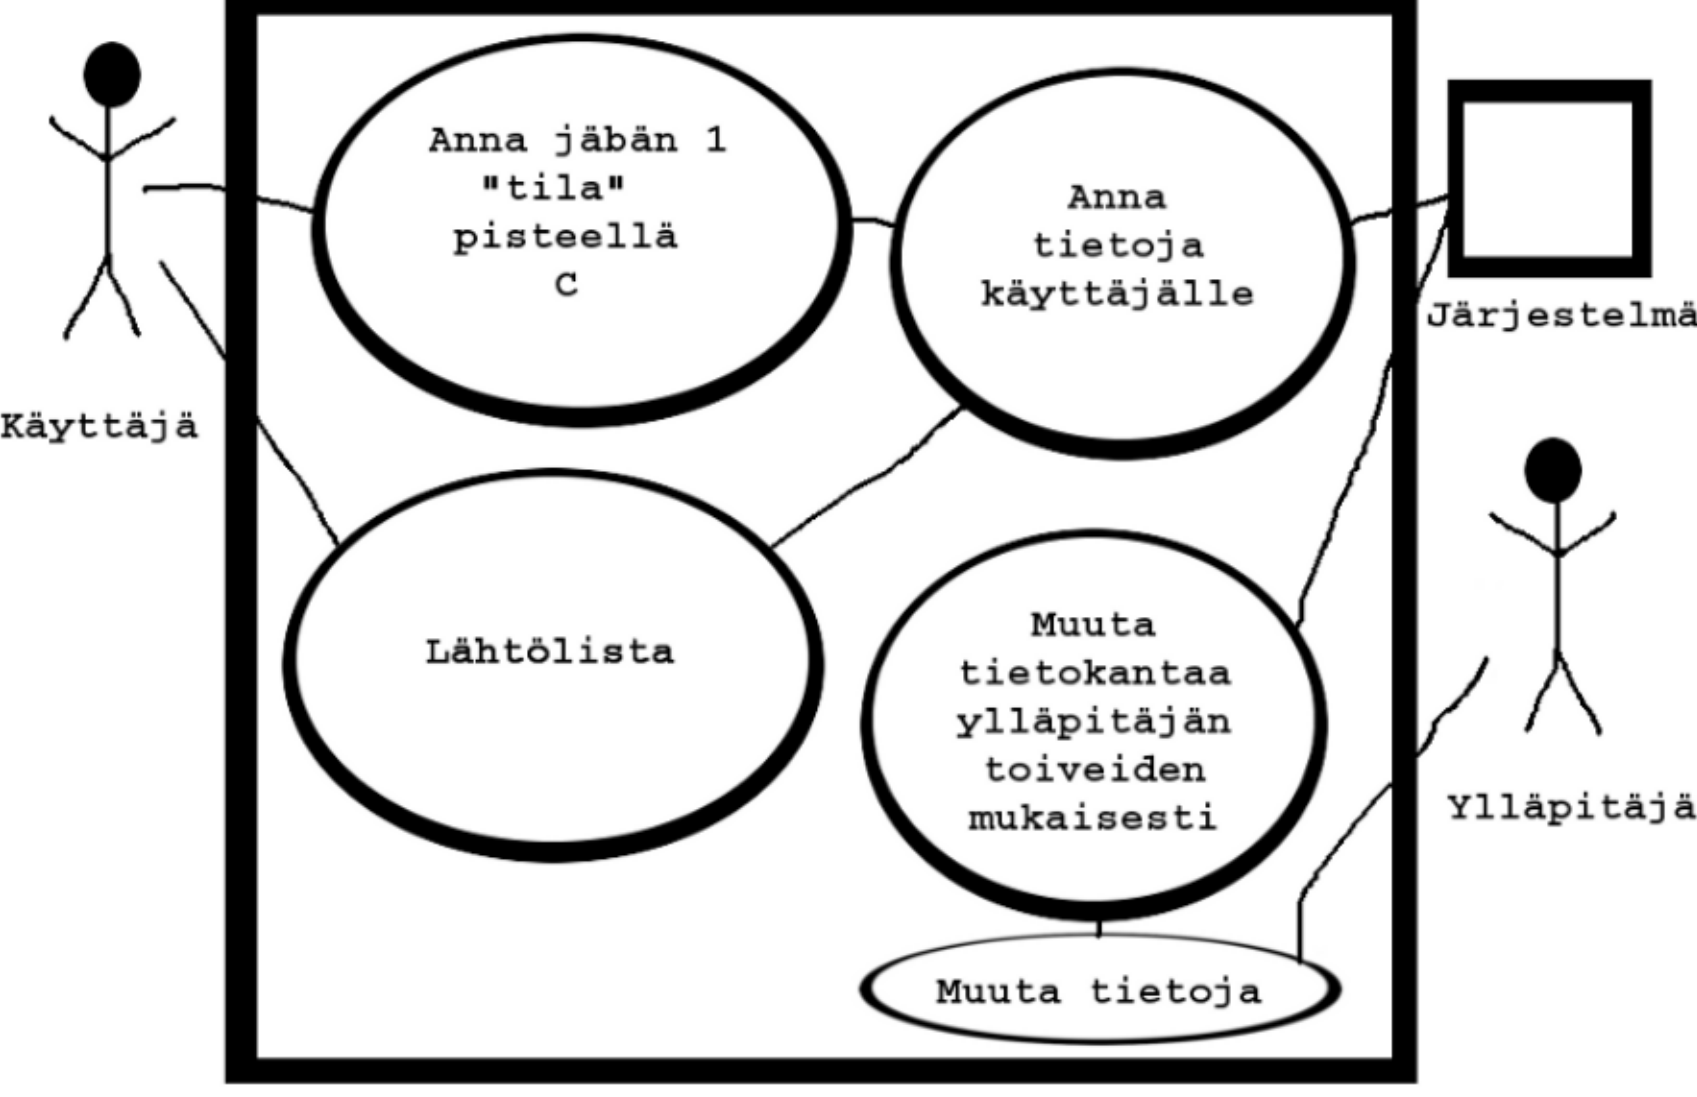 Anna jäbän 1
"tila"
pisteellä
C
Anna
tietoja
käyttäjälle
Järjestelmä
Käyttäjä
Lähtölista
Muuta
tietokantaa
ylläpitäjän
toiveiden
mukaisesti
Ylläpitäjä
Muuta tietoja